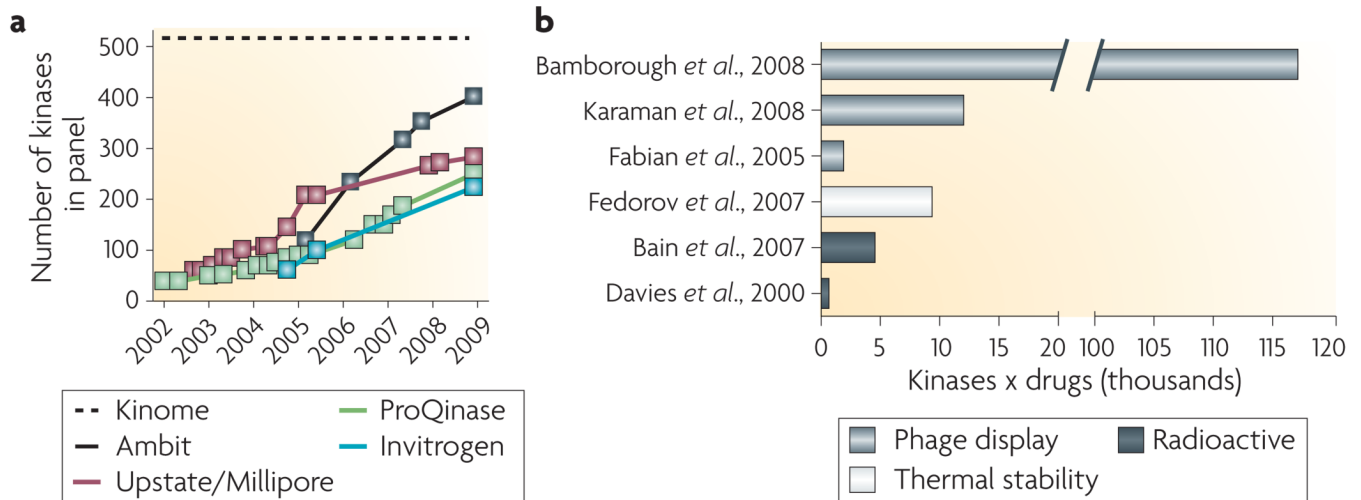 a
Number of kinases
in panel
500
400
300
200
100
0
2002
2003
2004
2005
2006
2007
2008
2009
Kinome
Ambit
Upstate/Millipore
ProQinase
Invitrogen
b
Bamborough et al., 2008
Karaman et al., 2008
Fabian et al., 2005
Fedorov et al., 2007
Bain et al., 2007
Davies et al., 2000
0 5 10 15 20 100 105 110 115 120
Kinases x drugs (thousands)
Phage display
Thermal stability
Radioactive